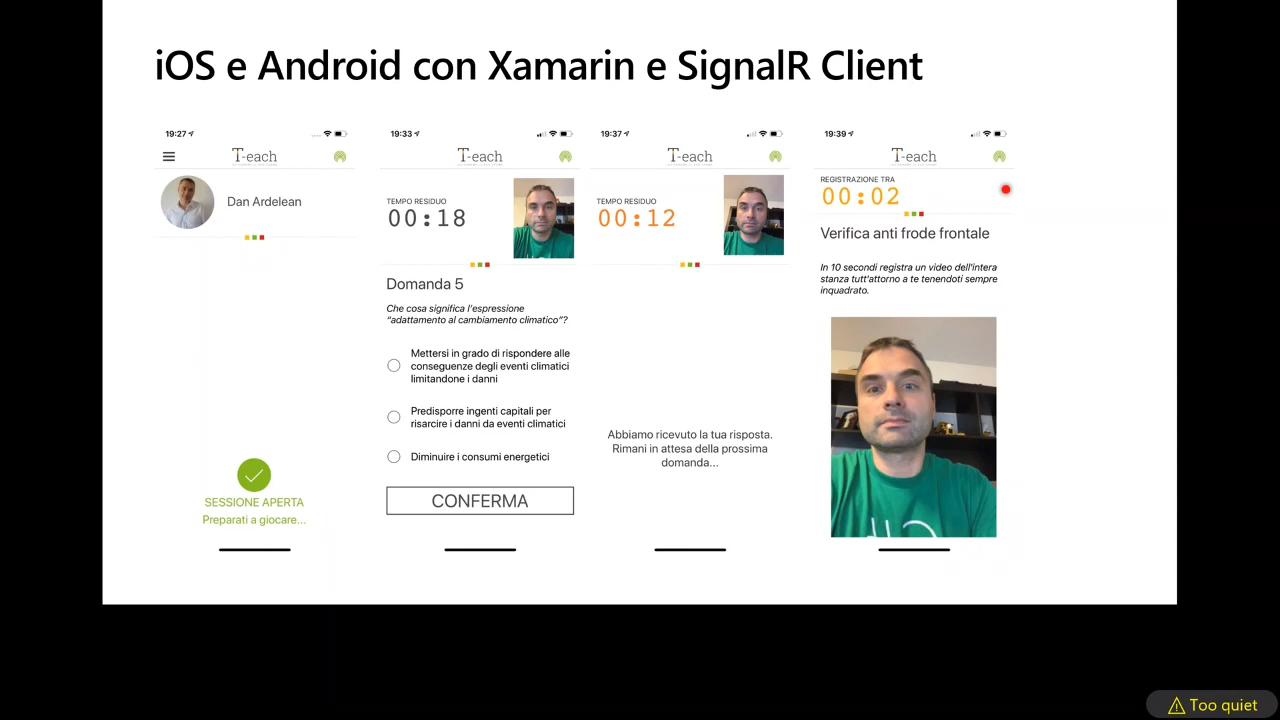 iOS e Android con Xamarin e SignalR Client
19:27
T-each
Dan Ardelean
SESSIONE APERTA
Preparati a giocare...
19:33
T-each
TEMPO RESIDUO
00:18
Domanda 5
Che cosa significa l'espressione
“adattamento al cambiamento climatico”?
Mettersi in grado di rispondere alle
conseguenze degli eventi climatici
limitandone i danni
Predisporre ingenti capitali per
risarcire i danni da eventi climatici
Diminuire i consumi energetici
CONFERMA
19:37
T-each
TEMPO RESIDUO
00:12
Abbiamo ricevuto la tua risposta.
Rimani in attesa della prossima
domanda...
19:39
T-each
REGISTRAZIONE TRA
00:02
Verifica anti frode frontale
In 10 secondi registra un video dell'intera
stanza tutt'attorno a te tenendoti sempre
inquadrato.
Too quiet